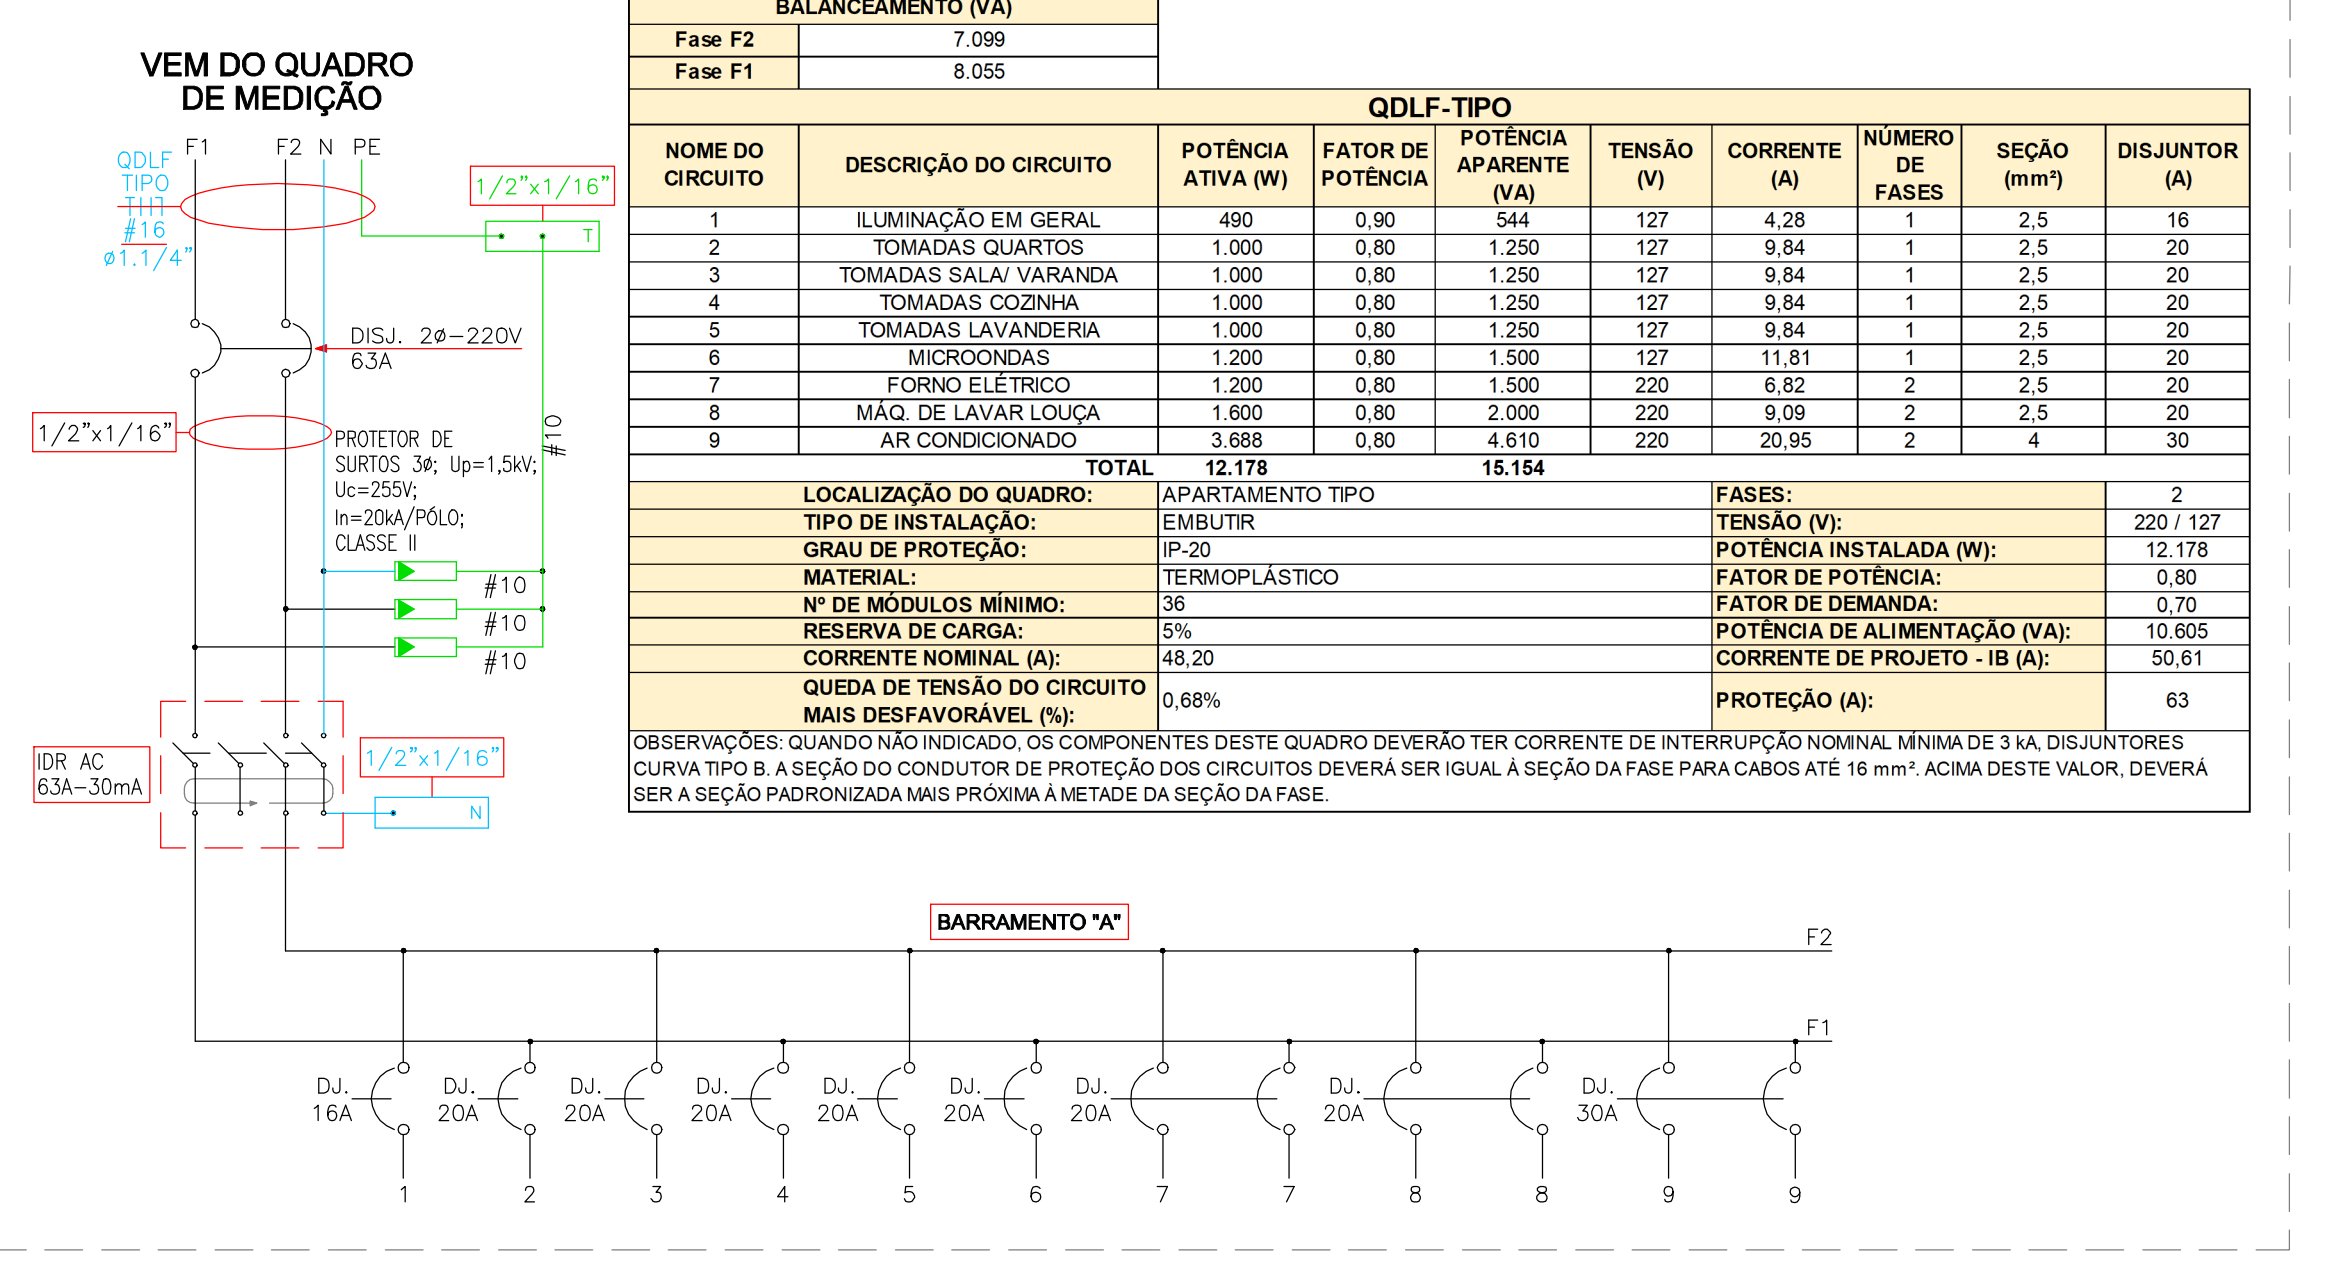 BALANCEAMENTO (VA)
Fase F2 7.099
Fase F1 8.055
VEM DO QUADRO
DE MEDIÇÃO
F1 F2 N PE
QDLF
TIPO
#16
ø1.1/4"
1/2"x1/16"
T
DISJ. 2ø-220V
63A
1/2"x1/16"
#10
PROTETOR DE
SURTOS 3ø; Up=1,5kV;
Uc=255V;
In=20kA/PÓLO;
CLASSE II
#10
#10
#10
IDR AC
63A-30mA
1/2"x1/16"
N
QDLF-TIPO
NOME DO CIRCUITO DESCRIÇÃO DO CIRCUITO POTÊNCIA ATIVA (W) FATOR DE POTÊNCIA POTÊNCIA APARENTE (VA) TENSÃO (V) CORRENTE (A) NÚMERO DE FASES SEÇÃO (mm²) DISJUNTOR (A)
1 ILUMINAÇÃO EM GERAL 490 0,90 544 127 4,28 1 2,5 16
2 TOMADAS QUARTOS 1.000 0,80 1.250 127 9,84 1 2,5 20
3 TOMADAS SALA/ VARANDA 1.000 0,80 1.250 127 9,84 1 2,5 20
4 TOMADAS COZINHA 1.000 0,80 1.250 127 9,84 1 2,5 20
5 TOMADAS LAVANDERIA 1.000 0,80 1.250 127 9,84 1 2,5 20
6 MICROONDAS 1.200 0,80 1.500 127 11,81 1 2,5 20
7 FORNO ELÉTRICO 1.200 0,80 1.500 220 6,82 2 2,5 20
8 MÁQ. DE LAVAR LOUÇA 1.600 0,80 2.000 220 9,09 2 2,5 20
9 AR CONDICIONADO 3.688 0,80 4.610 220 20,95 2 4 30
TOTAL 12.178 15.154
LOCALIZAÇÃO DO QUADRO: APARTAMENTO TIPO FASES: 2
TIPO DE INSTALAÇÃO: EMBUTIR TENSÃO (V): 220 / 127
GRAU DE PROTEÇÃO: IP-20 POTÊNCIA INSTALADA (W): 12.178
MATERIAL: TERMOPLÁSTICO FATOR DE POTÊNCIA: 0,80
Nº DE MÓDULOS MÍNIMO: 36 FATOR DE DEMANDA: 0,70
RESERVA DE CARGA: 5% POTÊNCIA DE ALIMENTAÇÃO (VA): 10.605
CORRENTE NOMINAL (A): 48,20 CORRENTE DE PROJETO - IB (A): 50,61
QUEDA DE TENSÃO DO CIRCUITO MAIS DESFAVORÁVEL (%): 0,68% PROTEÇÃO (A): 63
OBSERVAÇÕES: QUANDO NÃO INDICADO, OS COMPONENTES DESTE QUADRO DEVERÃO TER CORRENTE DE INTERRUPÇÃO NOMINAL MÍNIMA DE 3 kA, DISJUNTORES
CURVA TIPO B. A SEÇÃO DO CONDUTOR DE PROTEÇÃO DOS CIRCUITOS DEVERÁ SER IGUAL À SEÇÃO DA FASE PARA CABOS ATÉ 16 mm². ACIMA DESTE VALOR, DEVERÁ
SER A SEÇÃO PADRONIZADA MAIS PRÓXIMA À METADE DA SEÇÃO DA FASE.
BARRAMENTO "A"
F2
F1
DJ. DJ. DJ. DJ. DJ. DJ. DJ. DJ. DJ.
16A 20A 20A 20A 20A 20A 20A 20A 30A
1 2 3 4 5 6 7 7 8 8 9 9